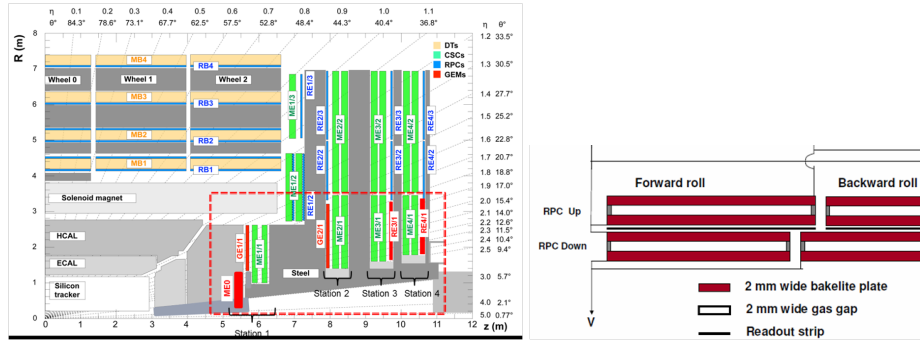 η 0.1 0.2 0.3 0.4 0.5 0.6 0.7 0.8 0.9 1.0 1.1 η θ°
θ° 84.3° 78.6° 73.1° 67.7° 62.5° 57.5° 52.8° 48.4° 44.3° 40.4° 36.8° 1.2 33.5°
R (m)
8
7
6
5
4
3
2
1
0
DTs
CSCs
RPCs
GEMs
MB4
RB4
Wheel 0
Wheel 1
Wheel 2
MB3
RB3
MB2
RB2
MB1
RB1
Solenoid magnet
HCAL
ECAL
Silicon
tracker
Steel
ME0
GE1/1
ME1/1
ME1/2
ME1/3
RE1/2
RE1/3
RE2/2
RE2/3
GE2/1
ME2/1
ME2/2
ME3/1
ME3/2
RE3/1
RE3/2
RE3/3
ME4/1
ME4/2
RE4/1
RE4/2
RE4/3
Station 1
Station 2
Station 3
Station 4
1.3 30.5°
1.4 27.7°
1.5 25.2°
1.6 22.8°
1.7 20.7°
1.8 18.8°
1.9 17.0°
2.0 15.4°
2.1 14.0°
2.2 12.6°
2.3 11.5°
2.4 10.4°
2.5 9.4°
3.0 5.7°
4.0 2.1°
5.0 0.77°
0 1 2 3 4 5 6 7 8 9 10 11 12 z (m)
Forward roll
Backward roll
RPC Up
RPC Down
V
2 mm wide bakelite plate
2 mm wide gas gap
Readout strip